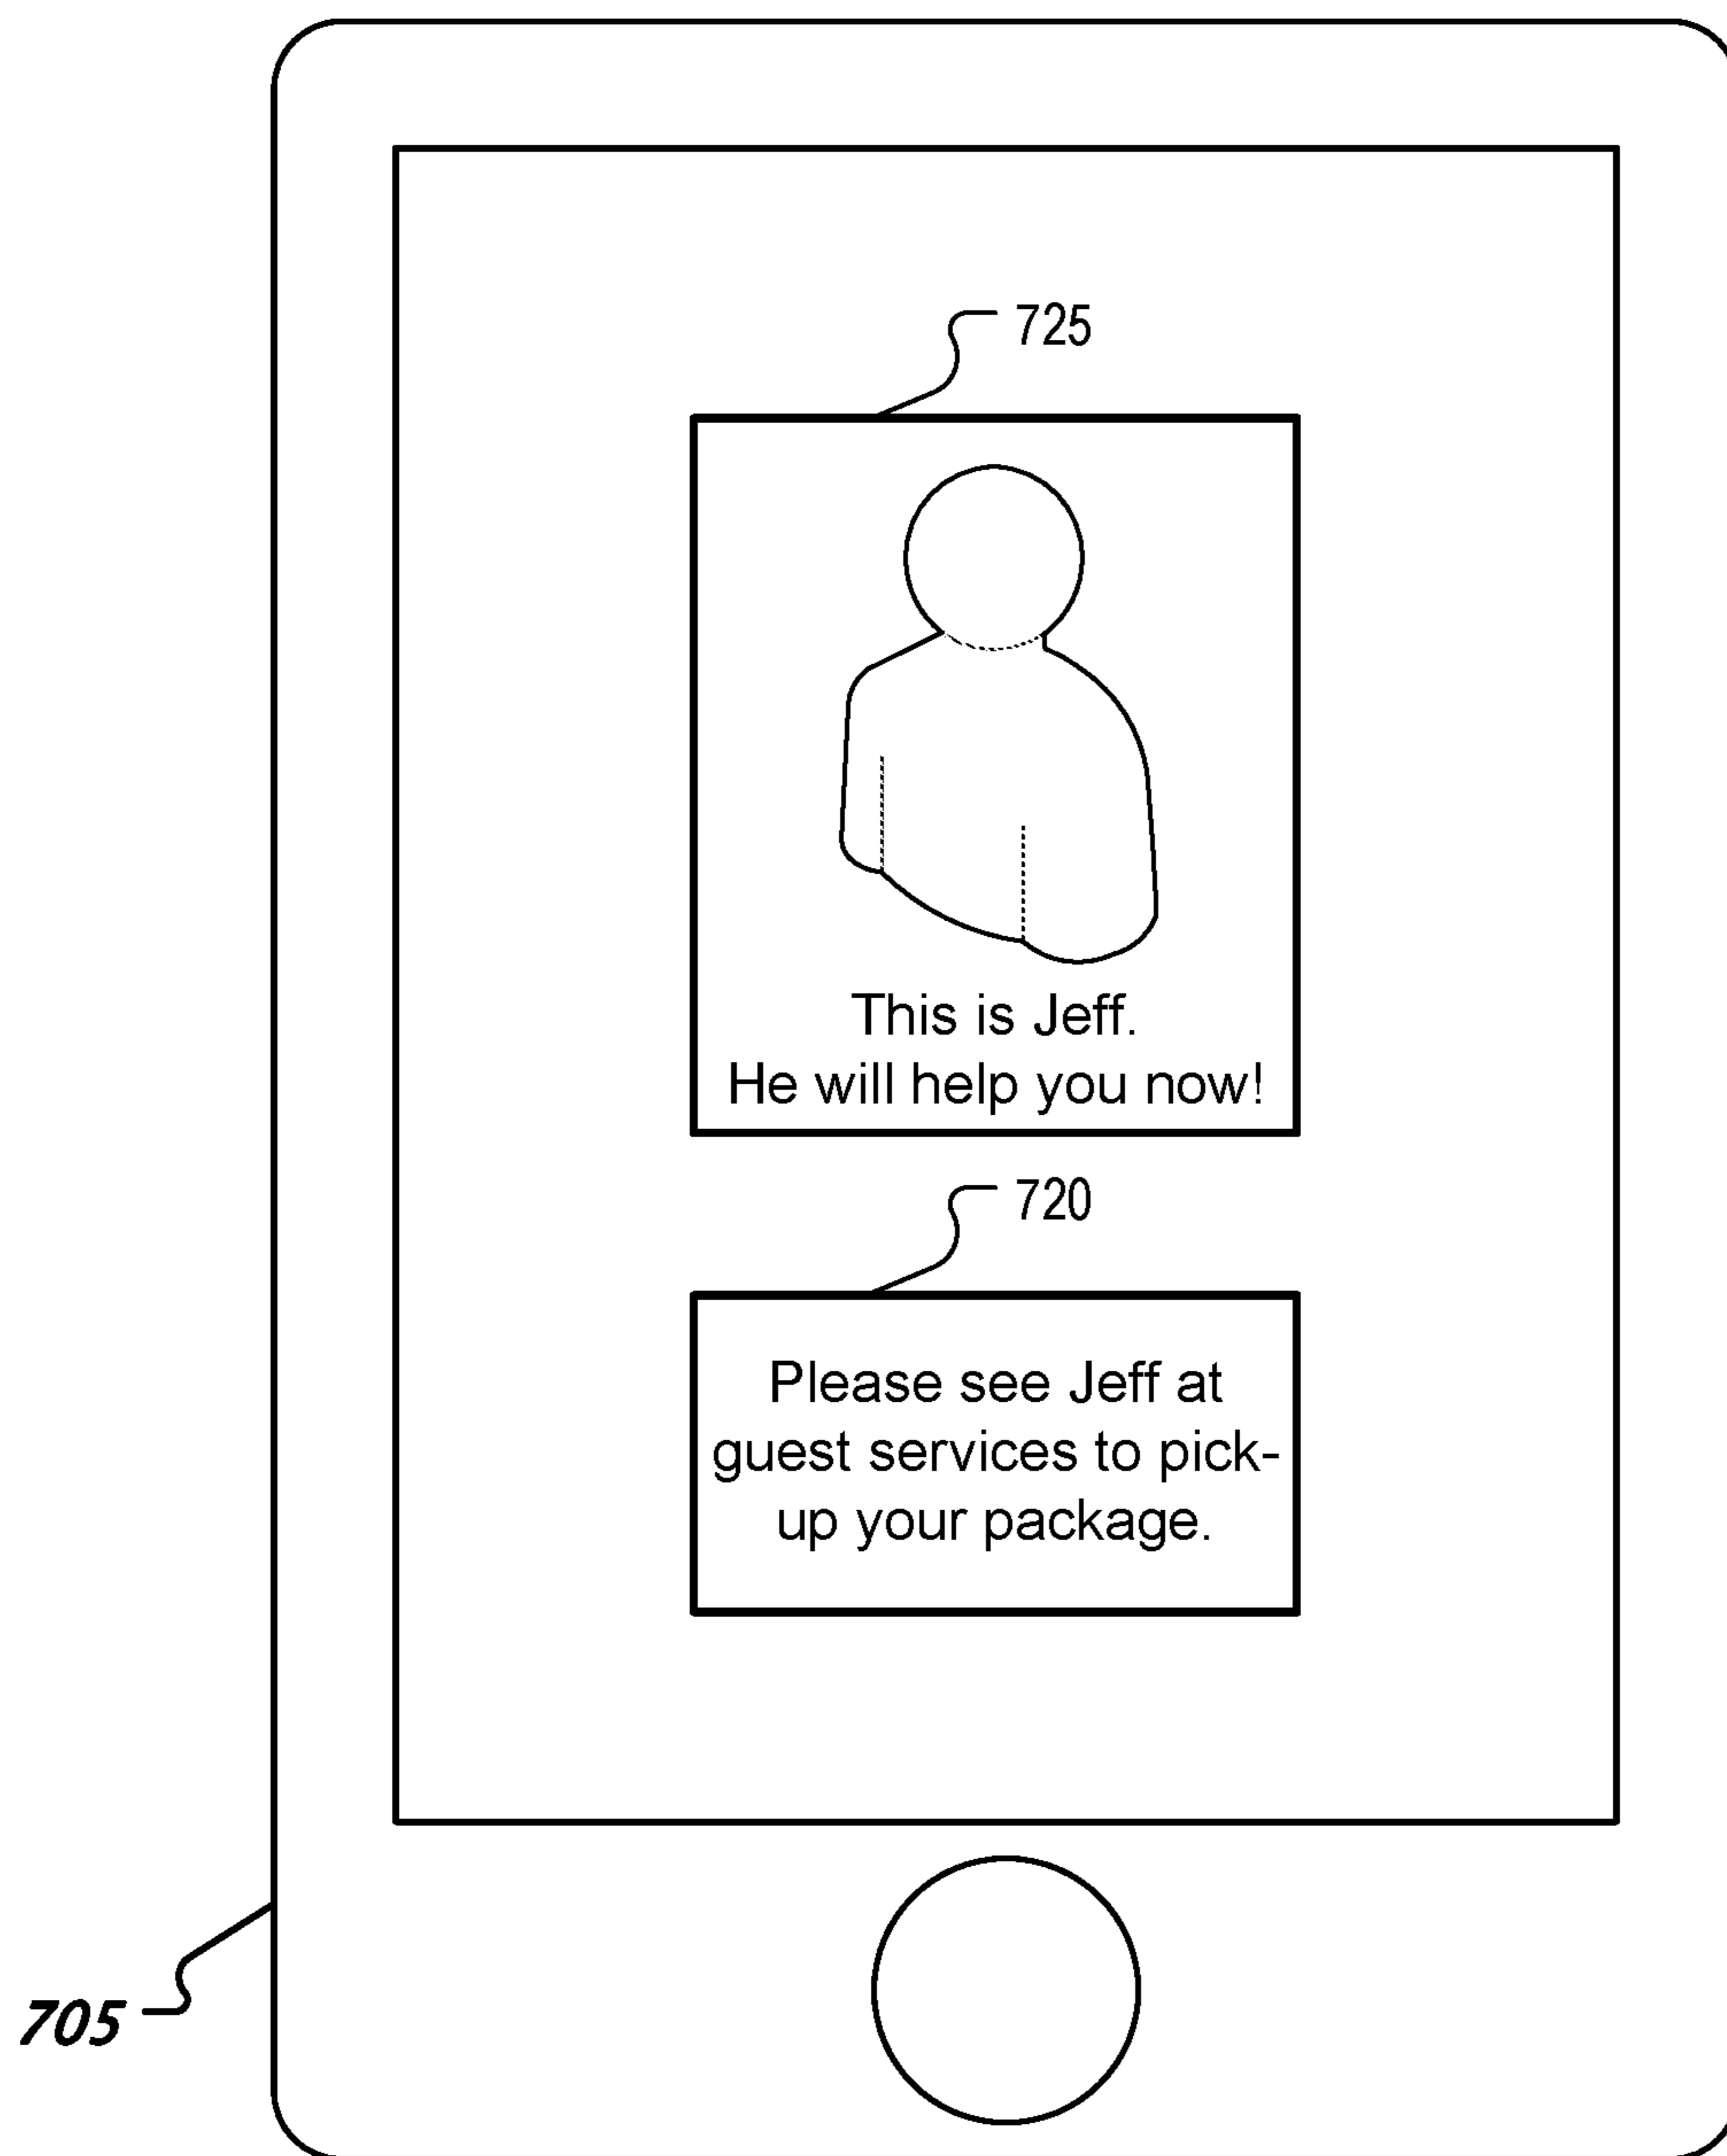 725
This is Jeff.
He will help you now!
720
Please see Jeff at
guest services to pick-
up your package.
705